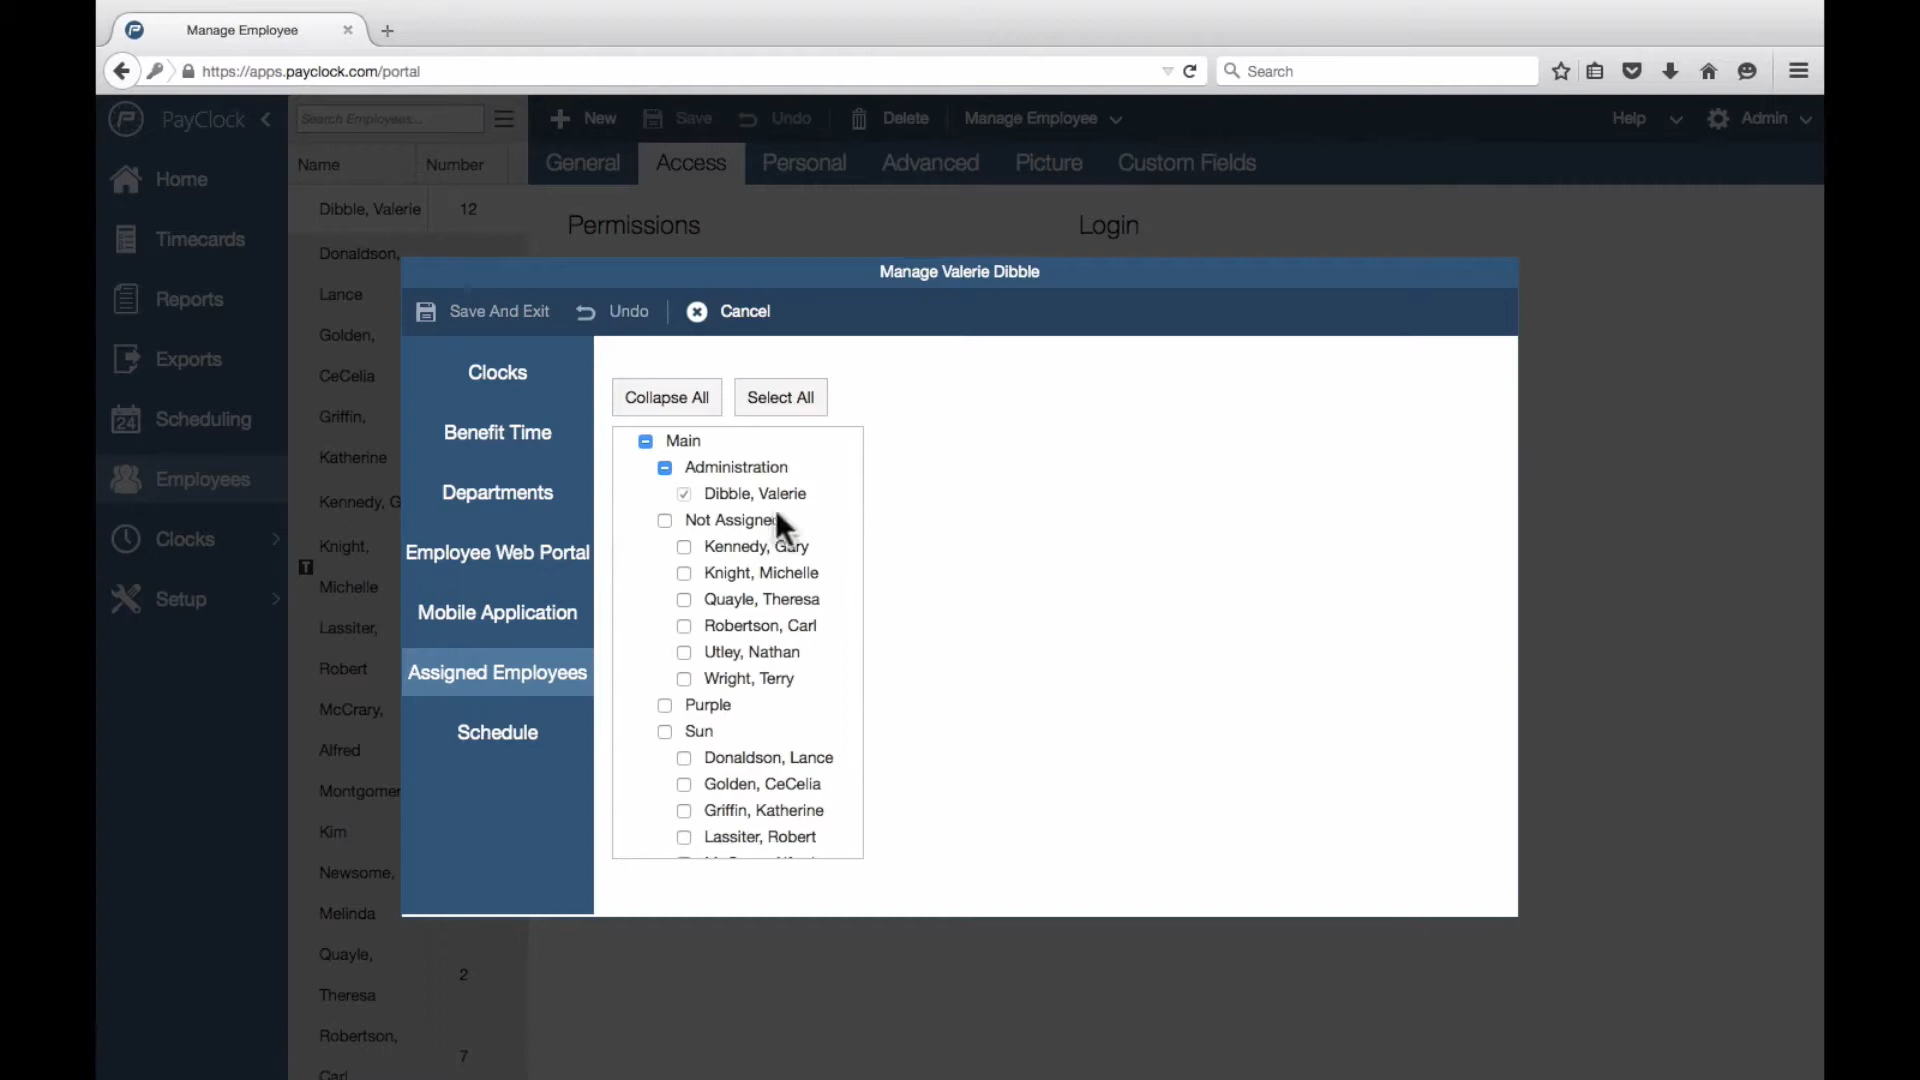 Manage Employee
https://apps.payclock.com/portal
Search
PayClock
Search Employees...
New
Save
Undo
Delete
Manage Employee
Help
Admin
Home
Timecards
Reports
Exports
24
Scheduling
Employees
Clocks
Setup
Name
Number
General
Access
Personal
Advanced
Picture
Custom Fields
Dibble, Valerie
12
Donaldson,
Lance
Golden,
CeCelia
Griffin,
Katherine
Kennedy, G
Knight,
T
Michelle
Lassiter,
Robert
McCrary,
Alfred
Montgomer
Kim
Newsome,
Melinda
Quayle,
2
Theresa
Robertson,
7
Carl
Permissions
Login
Manage Valerie Dibble
Save And Exit
Undo
Cancel
Clocks
Benefit Time
Departments
Employee Web Portal
Mobile Application
Assigned Employees
Schedule
Collapse All
Select All
Main
Administration
Dibble, Valerie
Not Assigned
Kennedy, Gary
Knight, Michelle
Quayle, Theresa
Robertson, Carl
Utley, Nathan
Wright, Terry
Purple
Sun
Donaldson, Lance
Golden, CeCelia
Griffin, Katherine
Lassiter, Robert